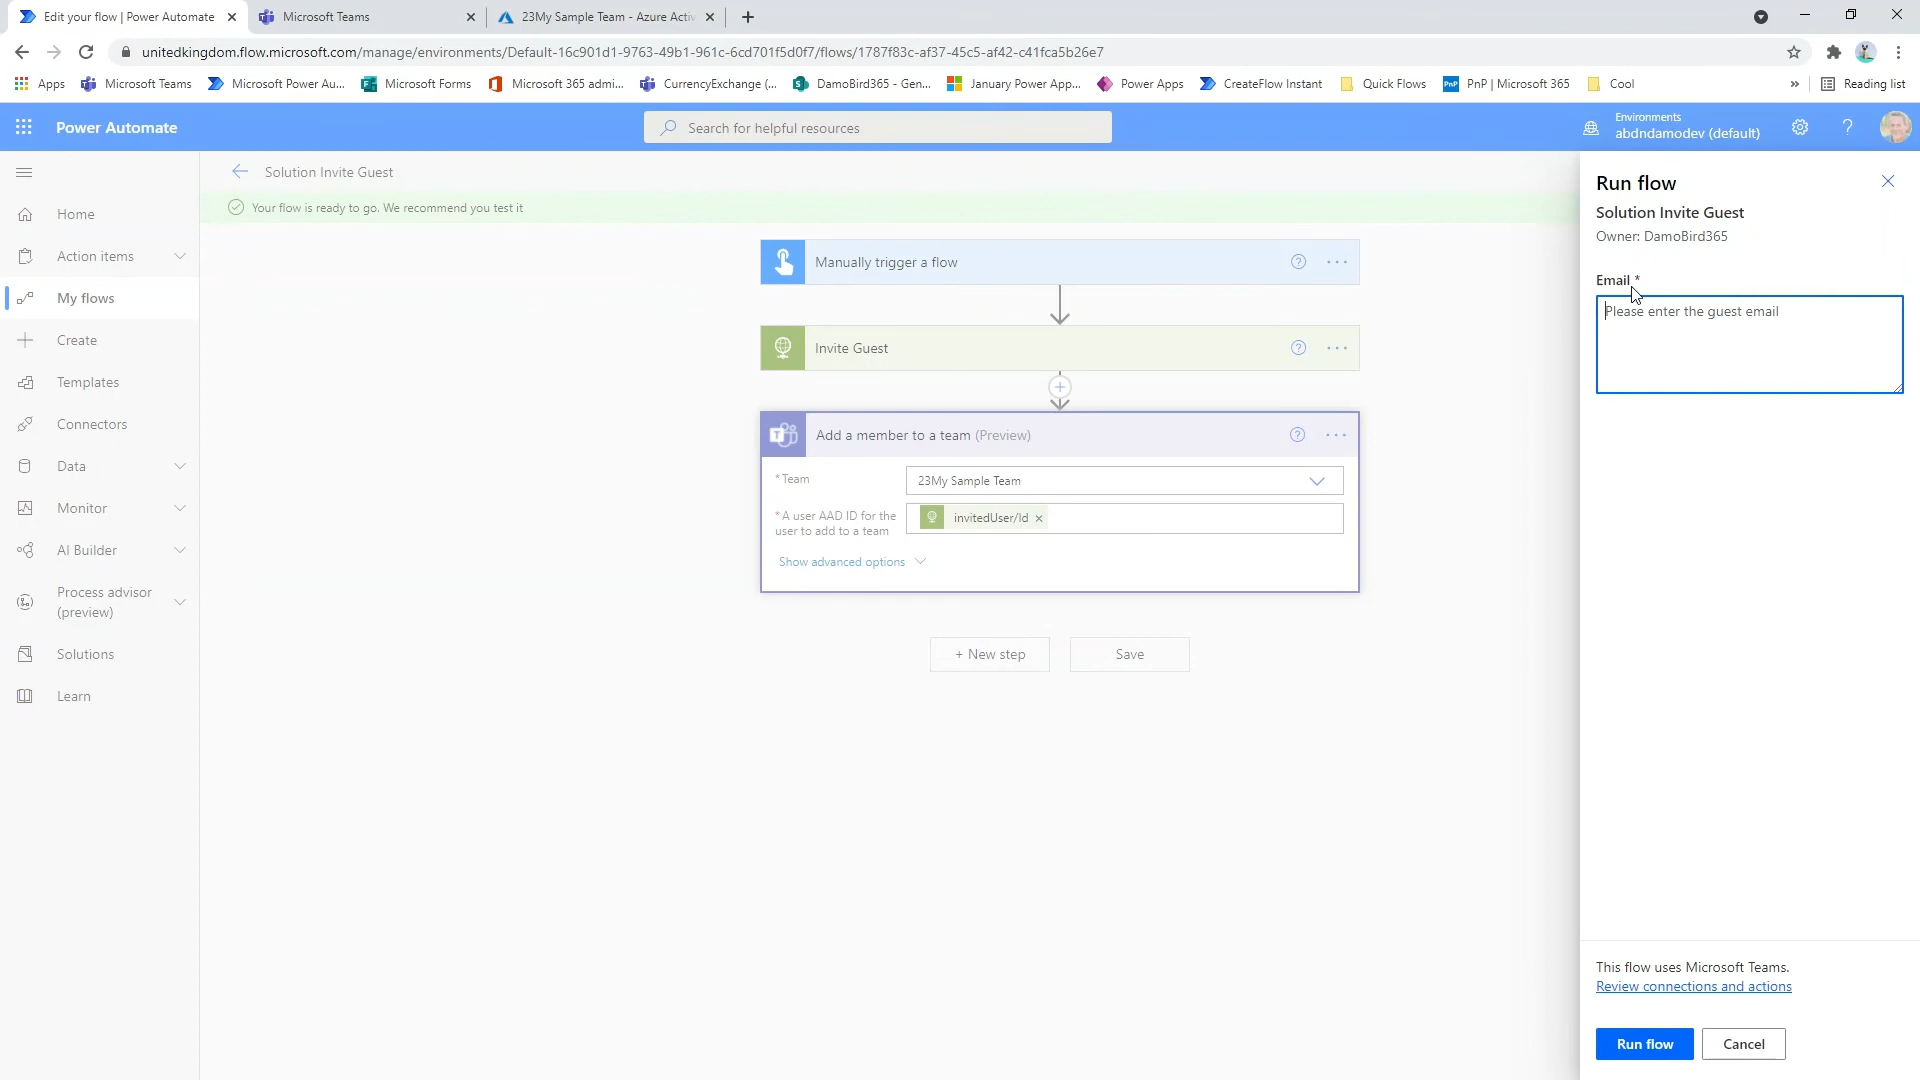 Edit your flow | Power Automate
Microsoft Teams
23My Sample Team - Azure Activ
unitedkingdom.flow.microsoft.com/manage/environments/Default-16c901d1-9763-49b1-961c-6cd701f5d0f7/flows/1787f83c-af37-45c5-af42-c41fca5b26e7
Apps
Microsoft Teams
Microsoft Power Au...
Microsoft Forms
Microsoft 365 admi...
CurrencyExchange (...
DamoBird365 - Gen...
January Power App...
Power Apps
CreateFlow Instant
Quick Flows
PnP | Microsoft 365
Cool
»
Reading list
Power Automate
Search for helpful resources
Environments
abdndamodev (default)
?
Home
Action items
My flows
Create
Templates
Connectors
Data
Monitor
AI Builder
Process advisor
(preview)
Solutions
Learn
Solution Invite Guest
Your flow is ready to go. We recommend you test it
Manually trigger a flow
Invite Guest
Add a member to a team (Preview)
* Team
23My Sample Team
* A user AAD ID for the
user to add to a team
invitedUser/Id
Show advanced options
+ New step
Save
Run flow
Solution Invite Guest
Owner: DamoBird365
Email *
Please enter the guest email
This flow uses Microsoft Teams.
Review connections and actions
Run flow
Cancel